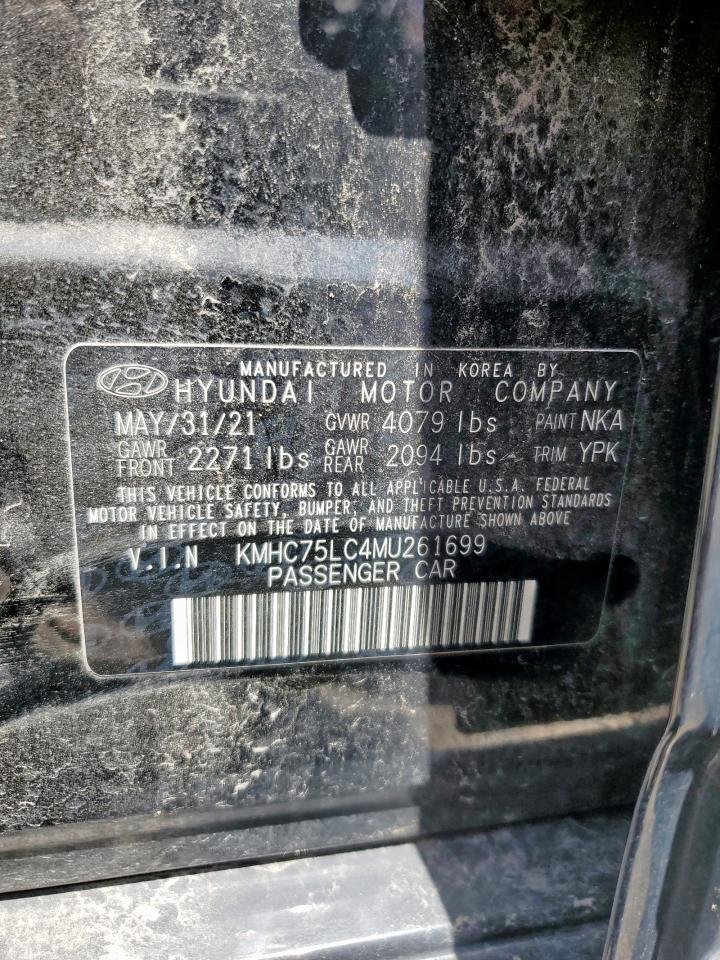 MANUFACTURED IN KOREA BY
HYUNDAI MOTOR COMPANY
MAY/31/21 GVWR 4079 lbs PAINT NKA
GAWR FRONT 2271 lbs GAWR REAR 2094 lbs TRIM YPK
THIS VEHICLE CONFORMS TO ALL APPLICABLE U.S.A. FEDERAL
MOTOR VEHICLE SAFETY, BUMPER, AND THEFT PREVENTION STANDARDS
IN EFFECT ON THE DATE OF MANUFACTURE SHOWN ABOVE
V.I.N KMHC75LC4MU261699
PASSENGER CAR